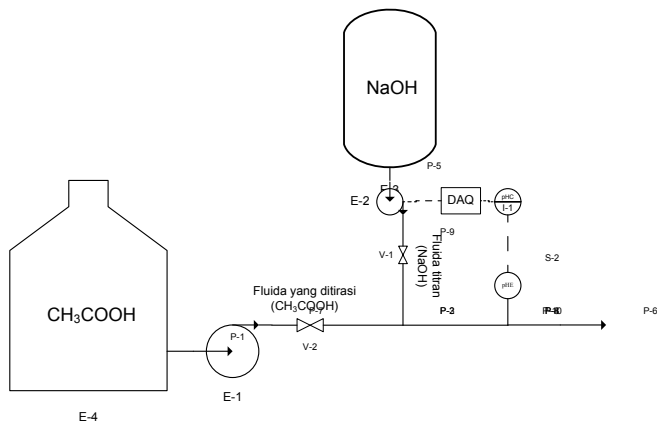 NaOH
P-5
E-2
DAQ
pHC
I-1
P-9
V-1
Fluida titran
(NaOH)
S-2
pHE
Fluida yang ditirasi
(CH₃COOH)
CH₃COOH
P-1
V-2
P-6
E-1
E-4